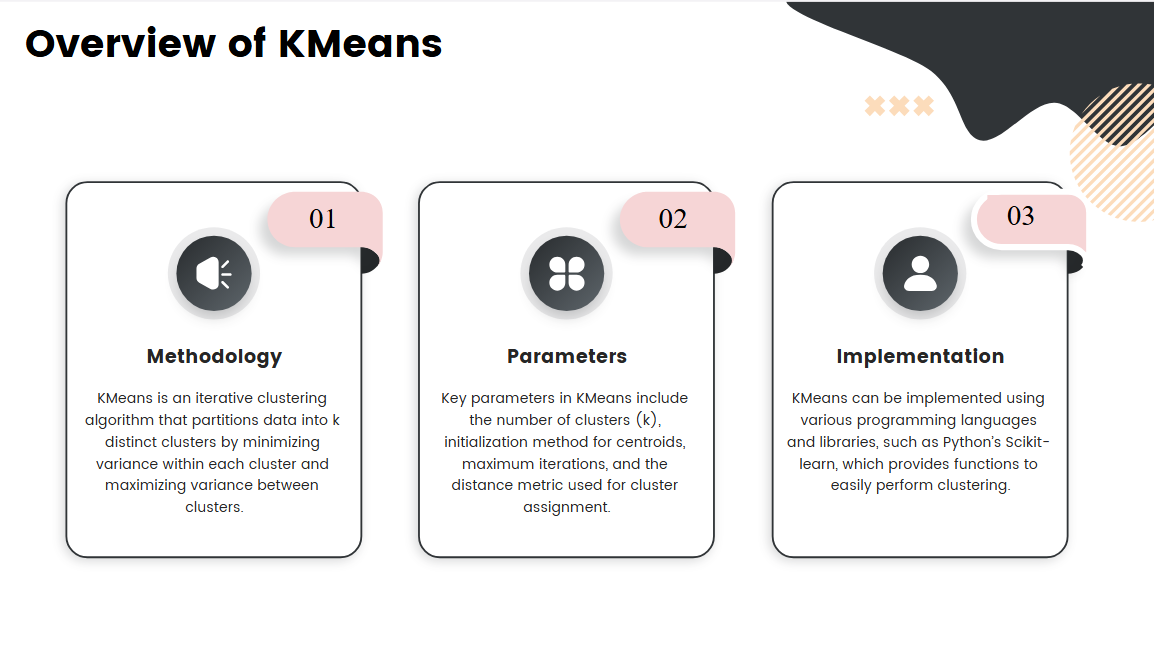 Overview of KMeans
01
Methodology
KMeans is an iterative clustering
algorithm that partitions data into k
distinct clusters by minimizing
variance within each cluster and
maximizing variance between
clusters.
02
Parameters
Key parameters in KMeans include
the number of clusters (k),
initialization method for centroids,
maximum iterations, and the
distance metric used for cluster
assignment.
03
Implementation
KMeans can be implemented using
various programming languages
and libraries, such as Python's Scikit-
learn, which provides functions to
easily perform clustering.